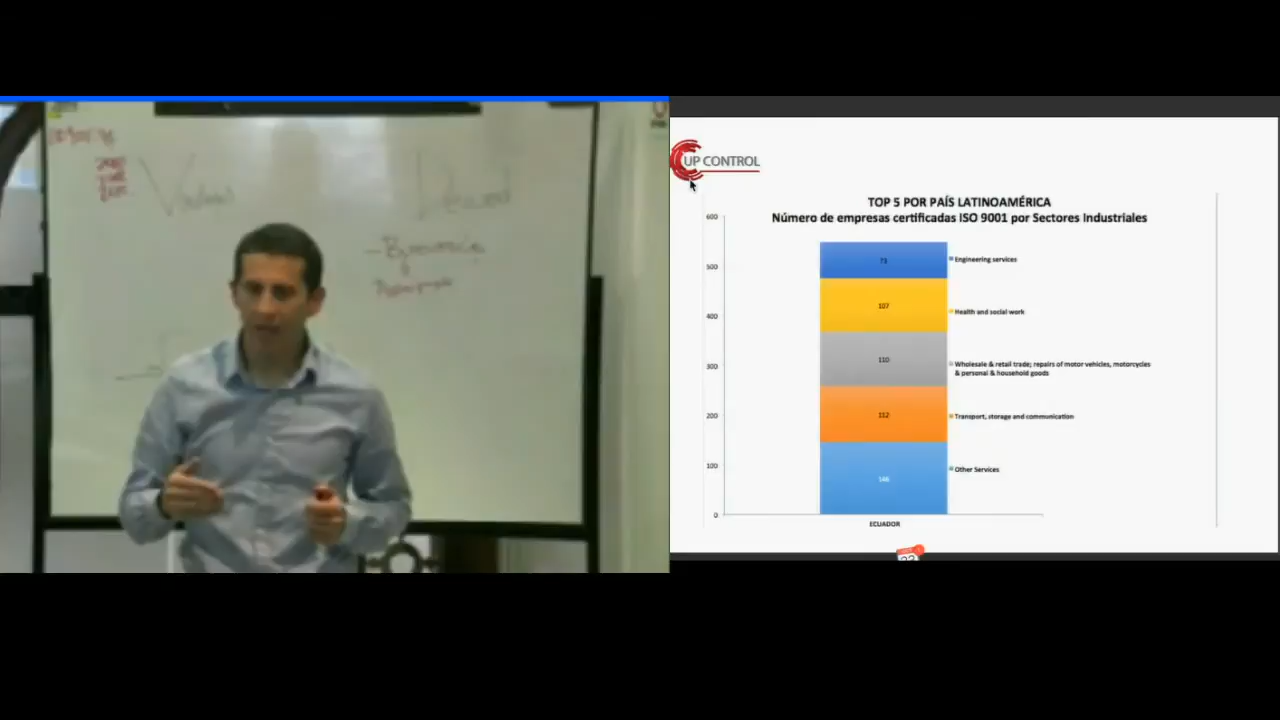 UP CONTROL
TOP 5 POR PAÍS LATINOAMÉRICA
Número de empresas certificadas ISO 9001 por Sectores Industriales
600
500
400
300
200
100
0
73
107
110
112
146
Engineering services
Health and social work
Wholesale & retail trade; repairs of motor vehicles, motorcycles
& personal & household goods
Transport, storage and communication
Other Services
ECUADOR